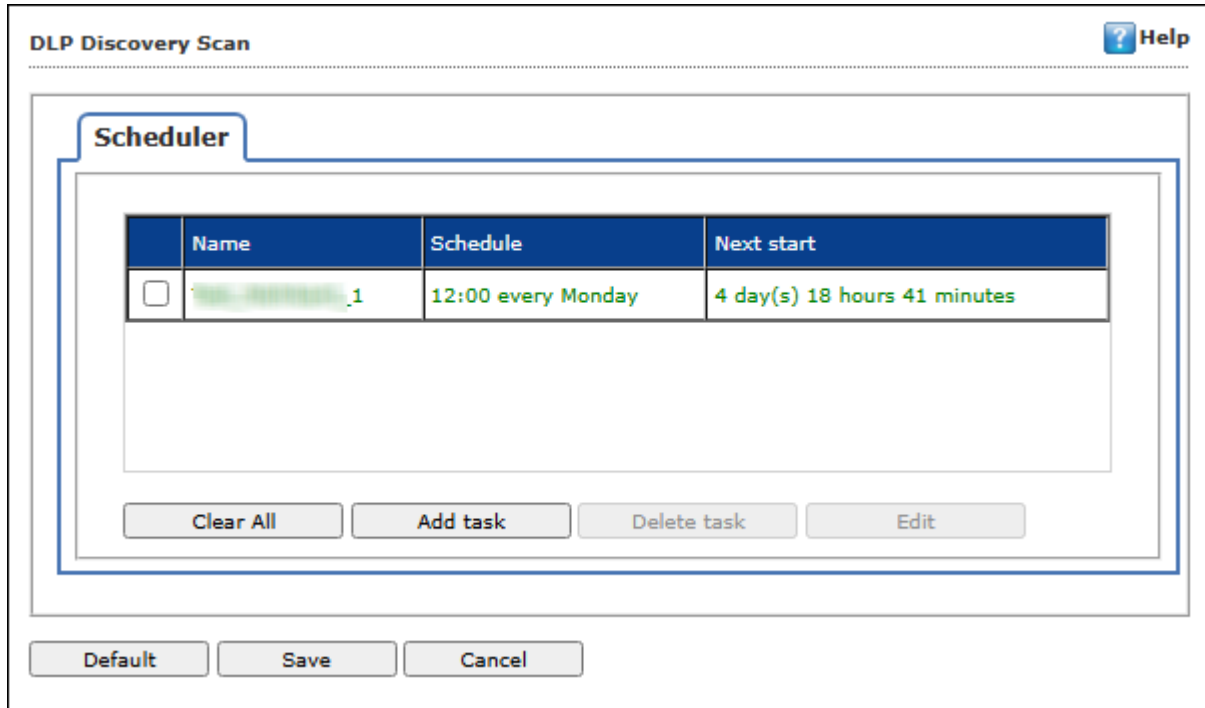 DLP Discovery Scan
Help
Scheduler
Name Schedule Next start
_1 12:00 every Monday 4 day(s) 18 hours 41 minutes
Clear All Add task Delete task Edit
Default Save Cancel